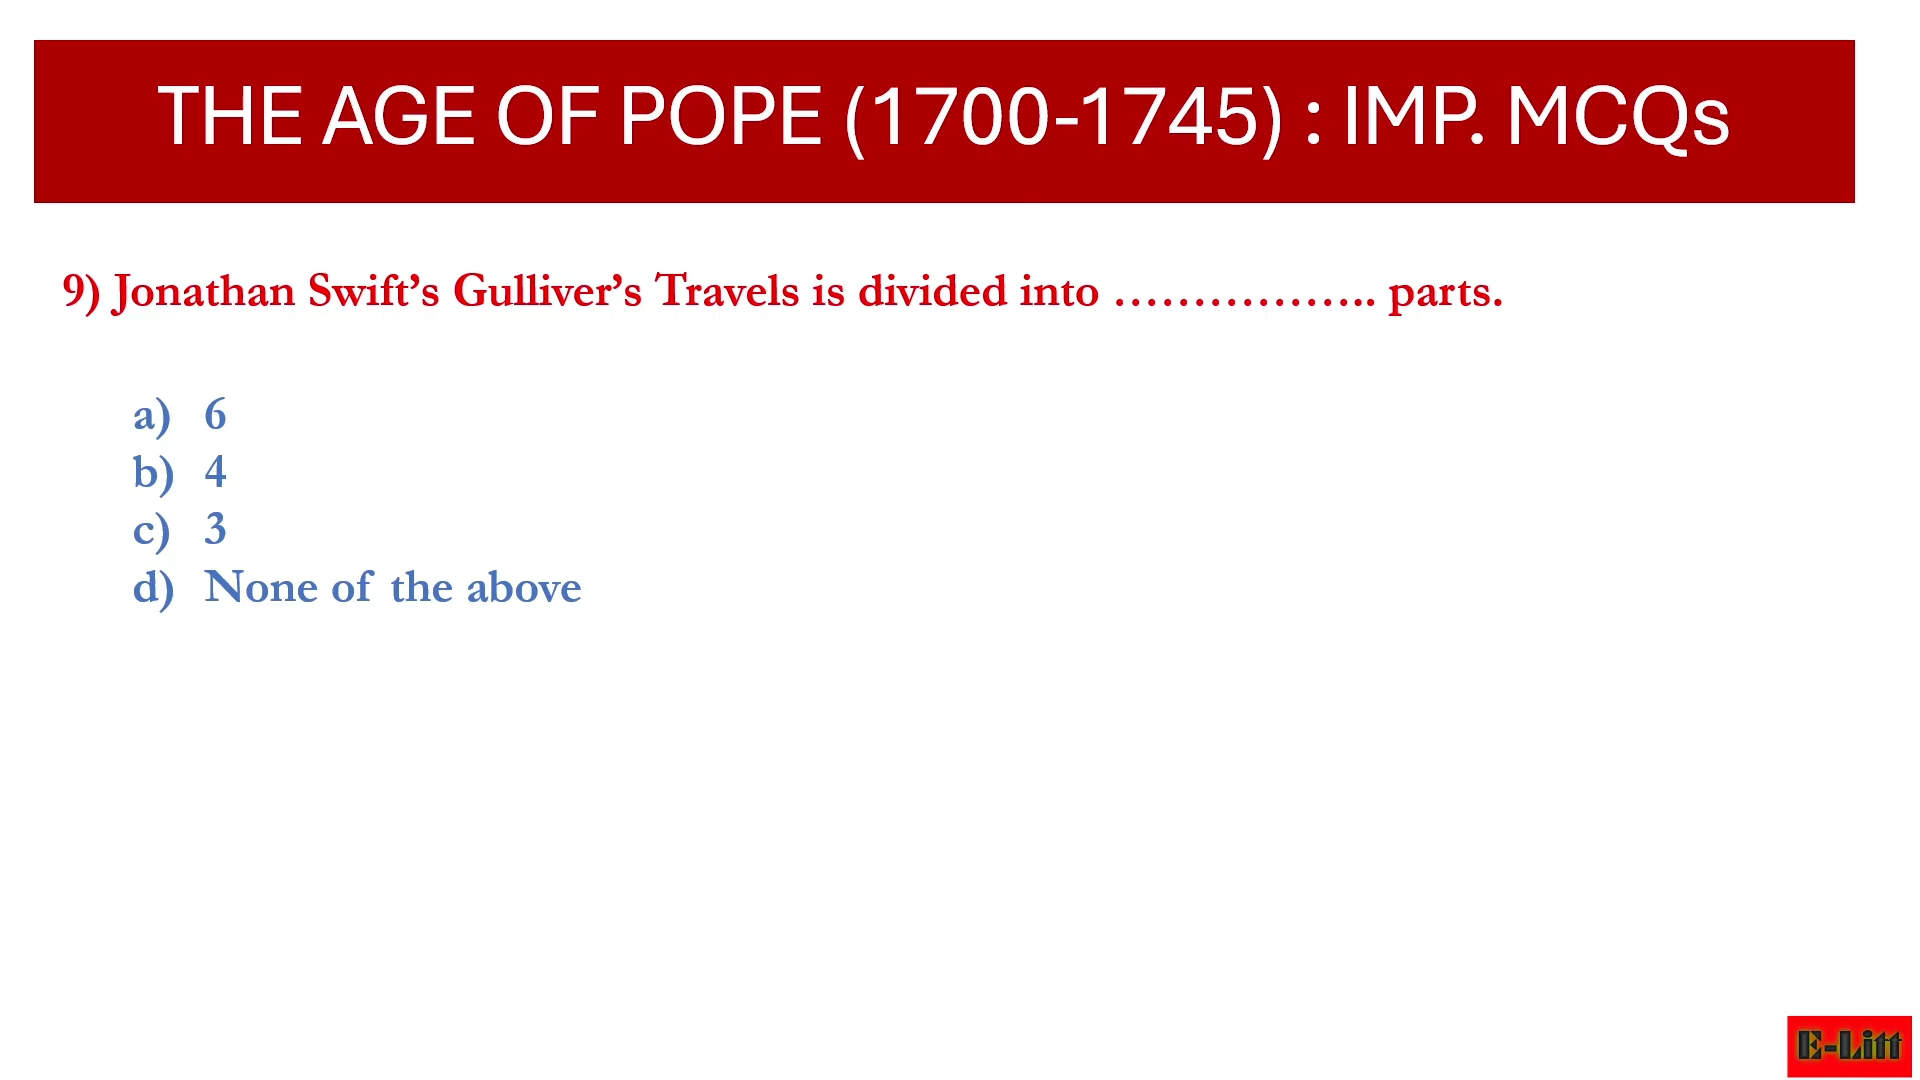 THE AGE OF POPE (1700-1745) : IMP. MCQs
9) Jonathan Swift’s Gulliver’s Travels is divided into …………….. parts.
a) 6
b) 4
c) 3
d) None of the above
E-Litt